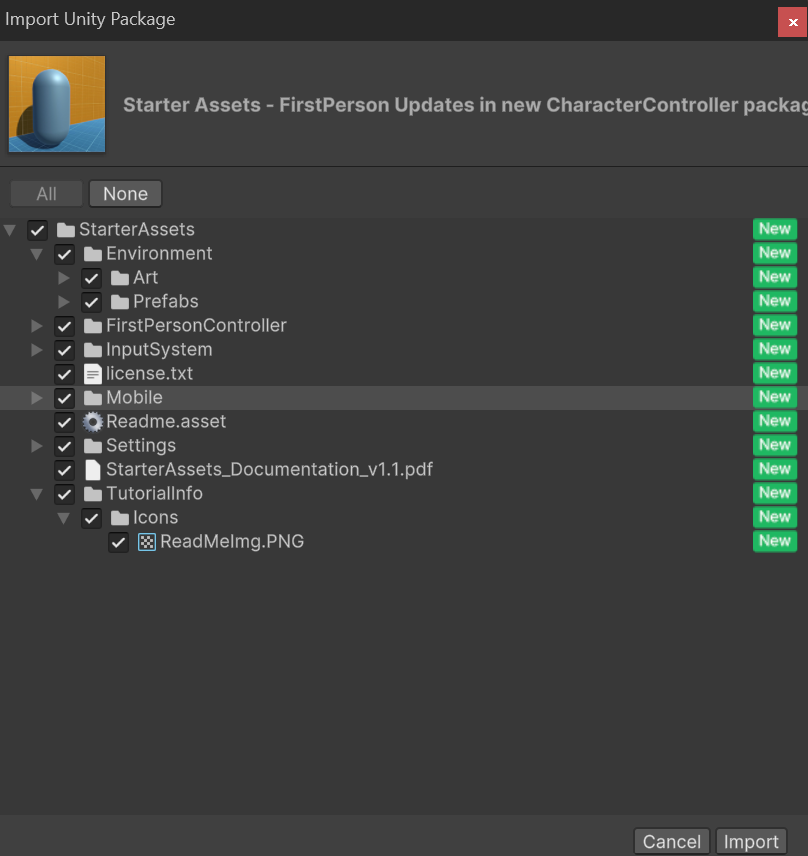 Import Unity Package
Starter Assets - FirstPerson Updates in new CharacterController packag
All None
StarterAssets New
Environment New
Art New
Prefabs New
FirstPersonController New
InputSystem New
license.txt New
Mobile New
Readme.asset New
Settings New
StarterAssets_Documentation_v1.1.pdf New
TutorialInfo New
Icons New
ReadMeImg.PNG New
Cancel Import